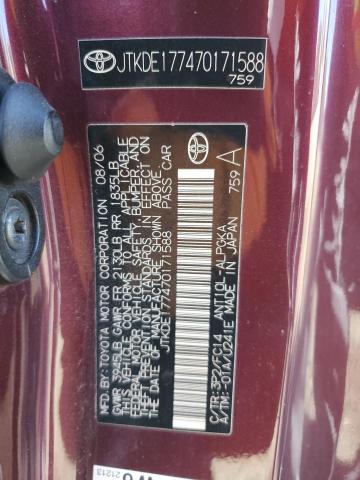 JTKDE177470171588
759
MFD.BY:TOYOTA MOTOR CORPORATION 08/06
GVWR 3945LB GAWR FR 2130LB RR 1835LB
THIS VEHICLE CONFORMS TO ALL APPLICABLE
FEDERAL MOTOR VEHICLE SAFETY, BUMPER, AND
THEFT PREVENTION STANDARDS IN EFFECT ON
THE DATE OF MANUFACTURE SHOWN ABOVE.
JTKDE177470171588 PASS CAR
C/TR:3P2/FC14 ANT10L-ALPGKA
A/TM:-01A/U241E MADE IN JAPAN
759
A
21213